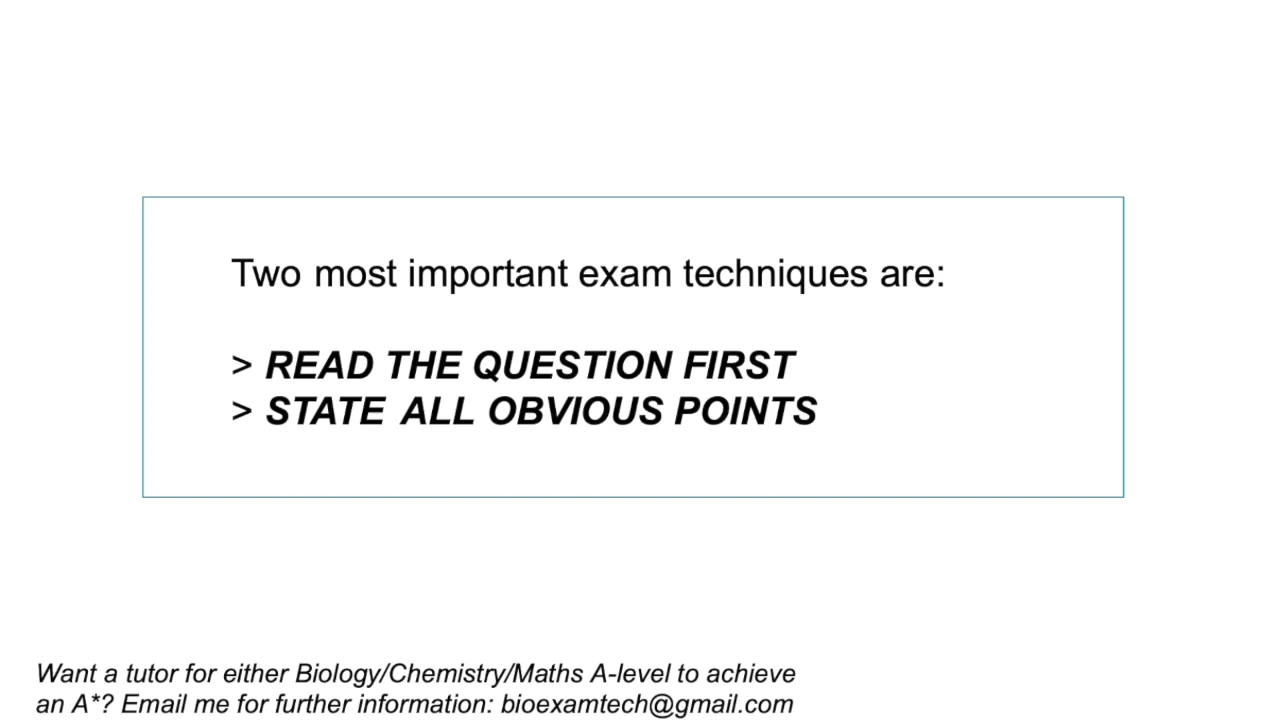 Two most important exam techniques are:
> READ THE QUESTION FIRST
> STATE ALL OBVIOUS POINTS
Want a tutor for either Biology/Chemistry/Maths A-level to achieve
an A*? Email me for further information: bioexamtech@gmail.com